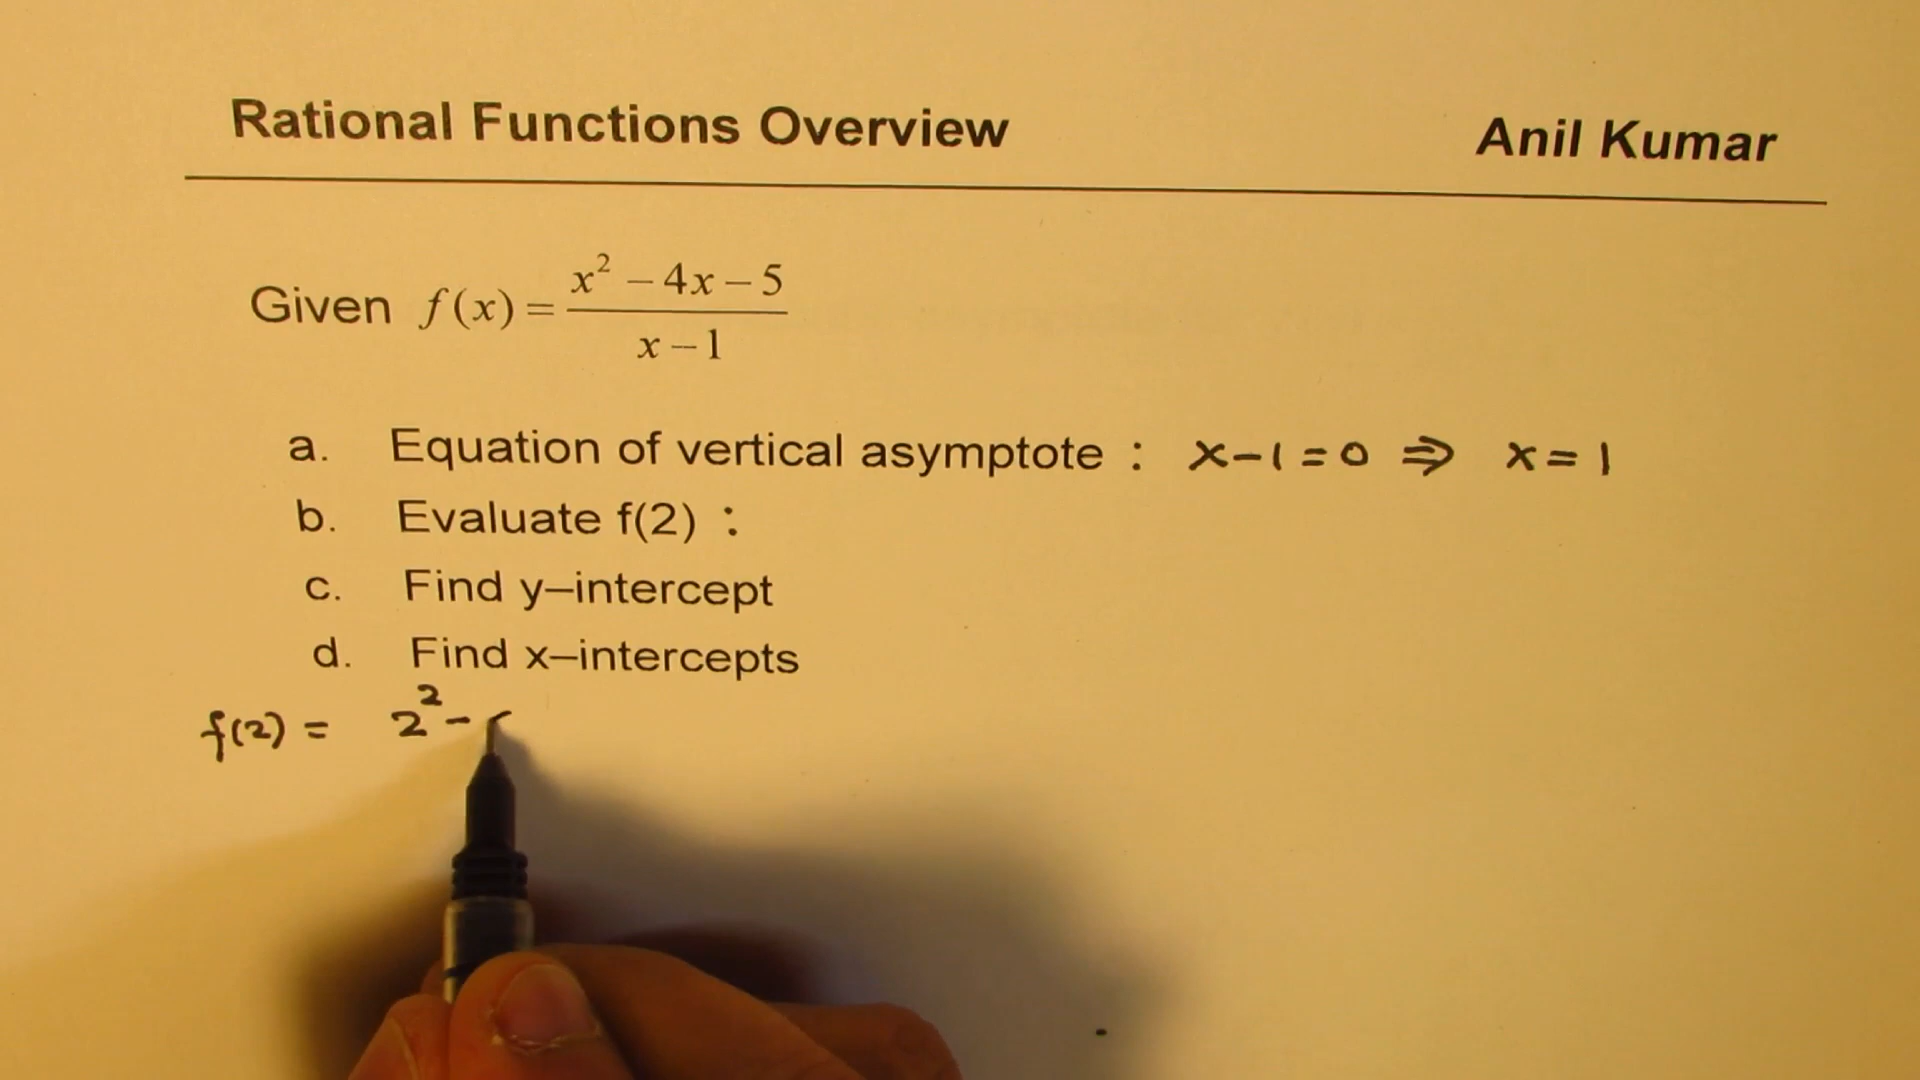 Rational Functions Overview Anil Kumar
Given f(x) = (x² – 4x – 5)/(x – 1)
a. Equation of vertical asymptote : x – 1 = 0 ⇒ x = 1
b. Evaluate f(2) :
c. Find y–intercept
d. Find x–intercepts
f(2) = 2² –